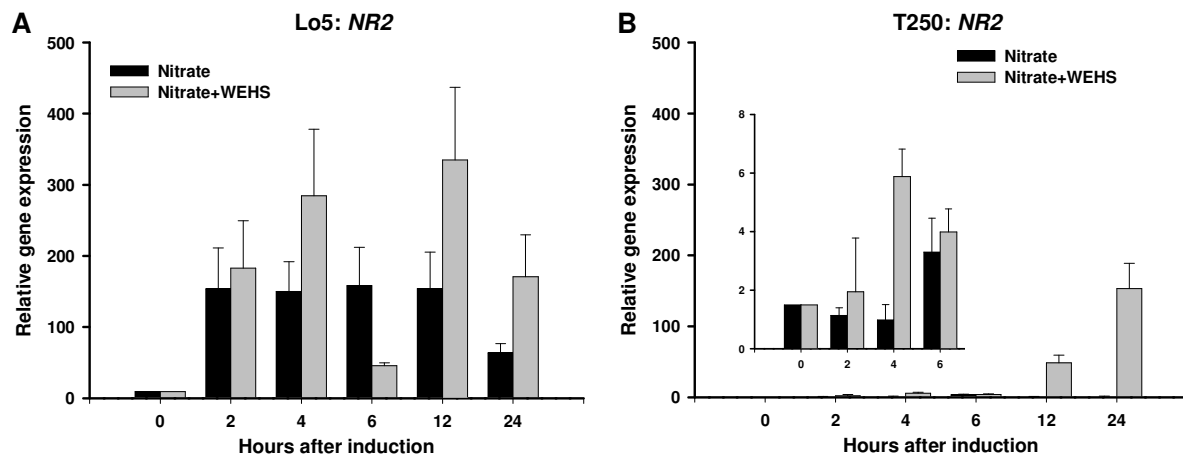 A
Lo5: NR2
500
400
300
200
100
0
Relative gene expression
Nitrate
Nitrate+WEHS
0 2 4 6 12 24
Hours after induction
B
T250: NR2
500
400
300
200
100
0
Relative gene expression
Nitrate
Nitrate+WEHS
8
6
4
2
0
0 2 4 6
0 2 4 6 12 24
Hours after induction